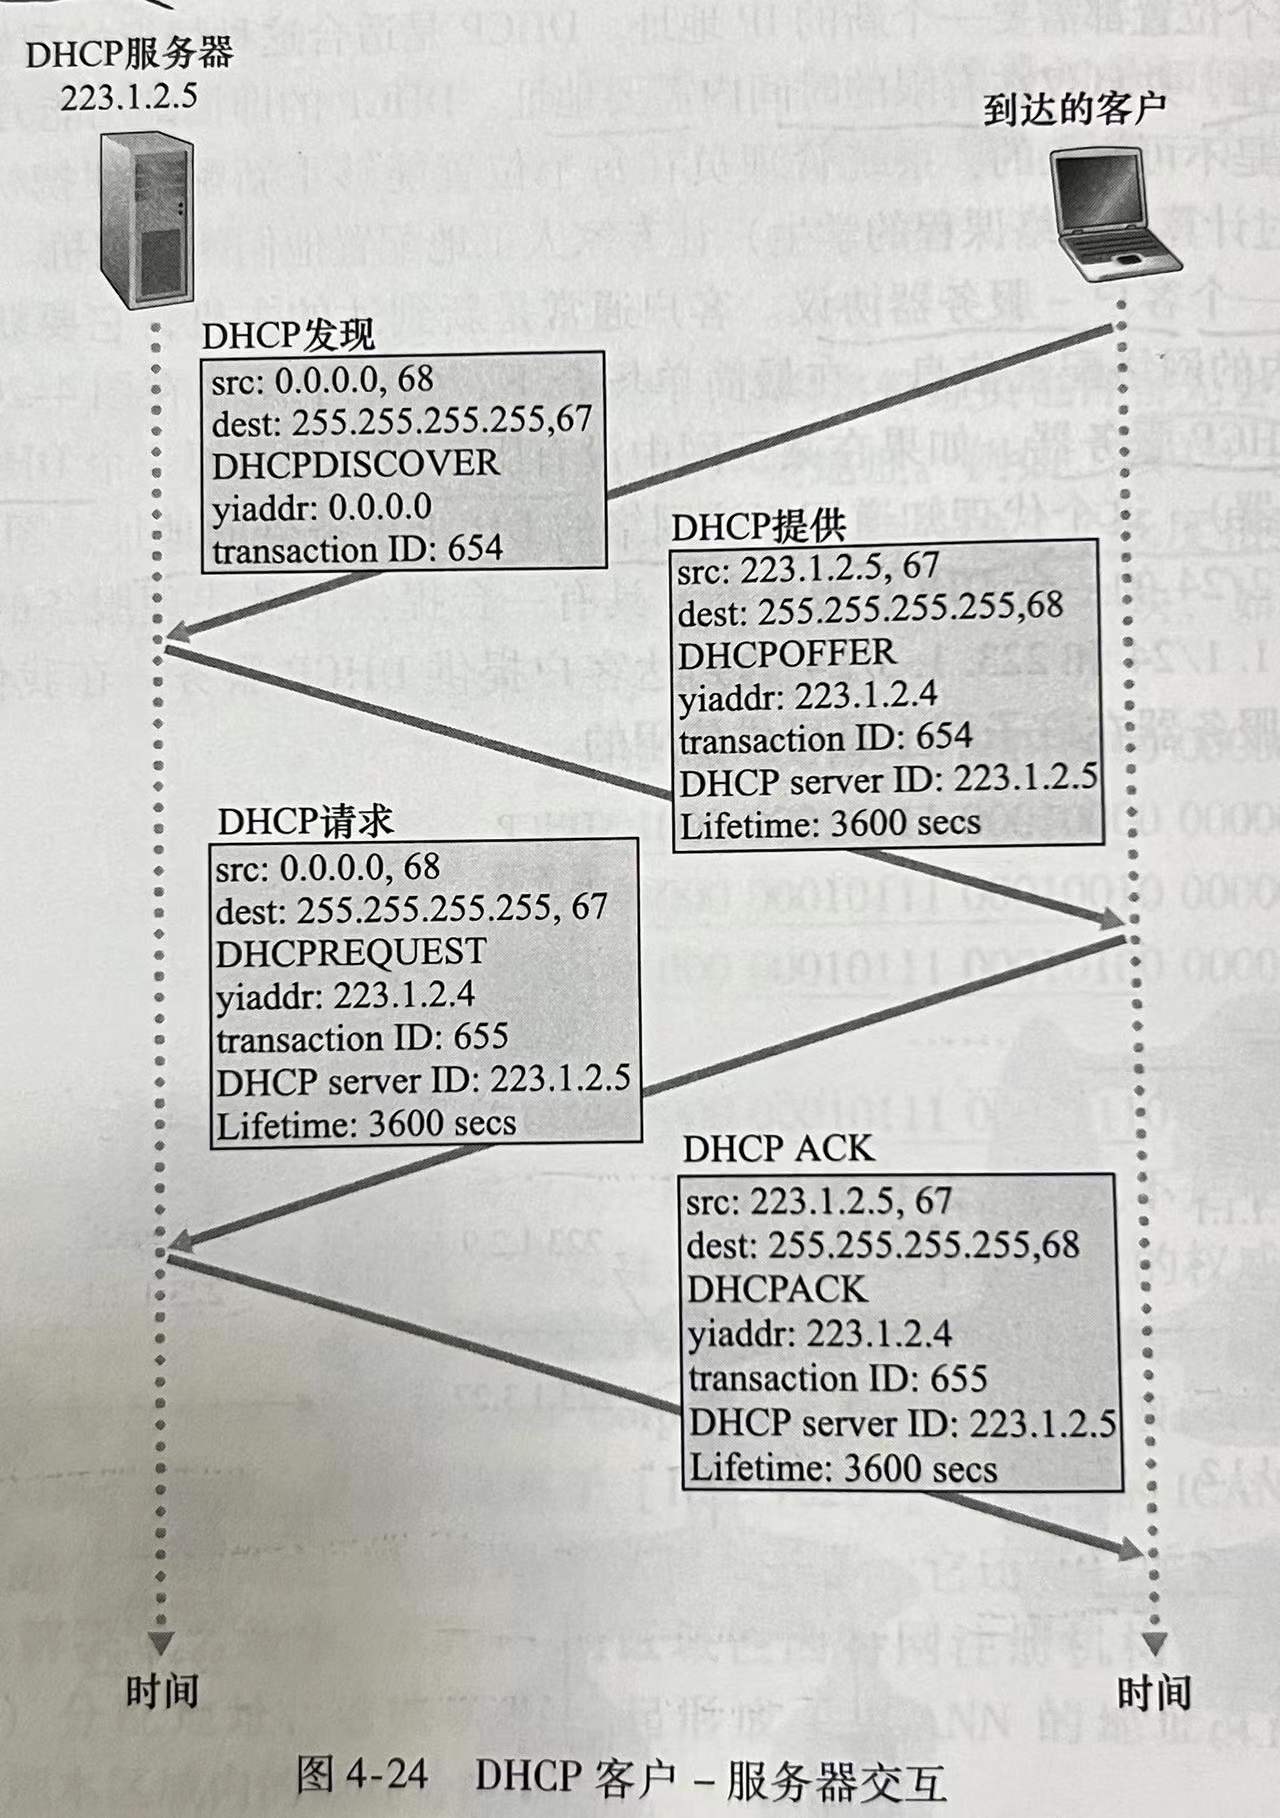 DHCP服务器
223.1.2.5
到达的客户
DHCP发现
src: 0.0.0.0, 68
dest: 255.255.255.255,67
DHCPDISCOVER
yiaddr: 0.0.0.0
transaction ID: 654
DHCP提供
src: 223.1.2.5, 67
dest: 255.255.255.255,68
DHCPOFFER
yiaddr: 223.1.2.4
transaction ID: 654
DHCP server ID: 223.1.2.5
Lifetime: 3600 secs
DHCP请求
src: 0.0.0.0, 68
dest: 255.255.255.255, 67
DHCPREQUEST
yiaddr: 223.1.2.4
transaction ID: 655
DHCP server ID: 223.1.2.5
Lifetime: 3600 secs
DHCP ACK
src: 223.1.2.5, 67
dest: 255.255.255.255,68
DHCPACK
yiaddr: 223.1.2.4
transaction ID: 655
DHCP server ID: 223.1.2.5
Lifetime: 3600 secs
时间
时间
图 4-24 DHCP 客户 – 服务器交互